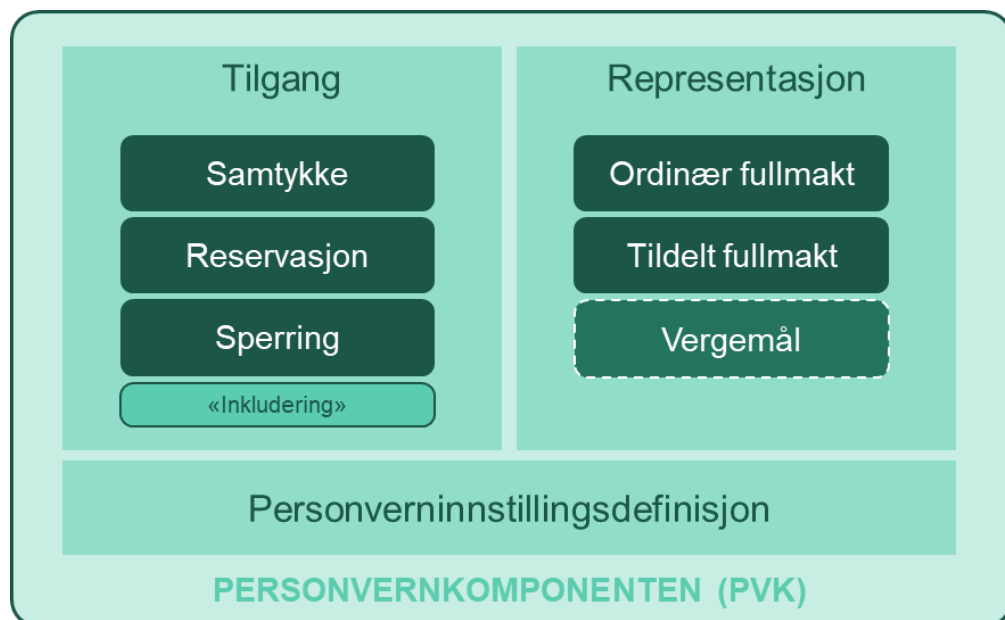 Tilgang
Samtykke
Reservasjon
Sperring
«Inkludering»
Representasjon
Ordinær fullmakt
Tildelt fullmakt
Vergemål
Personverninnstillingsdefinisjon
PERSONVERNKOMPONENTEN (PVK)